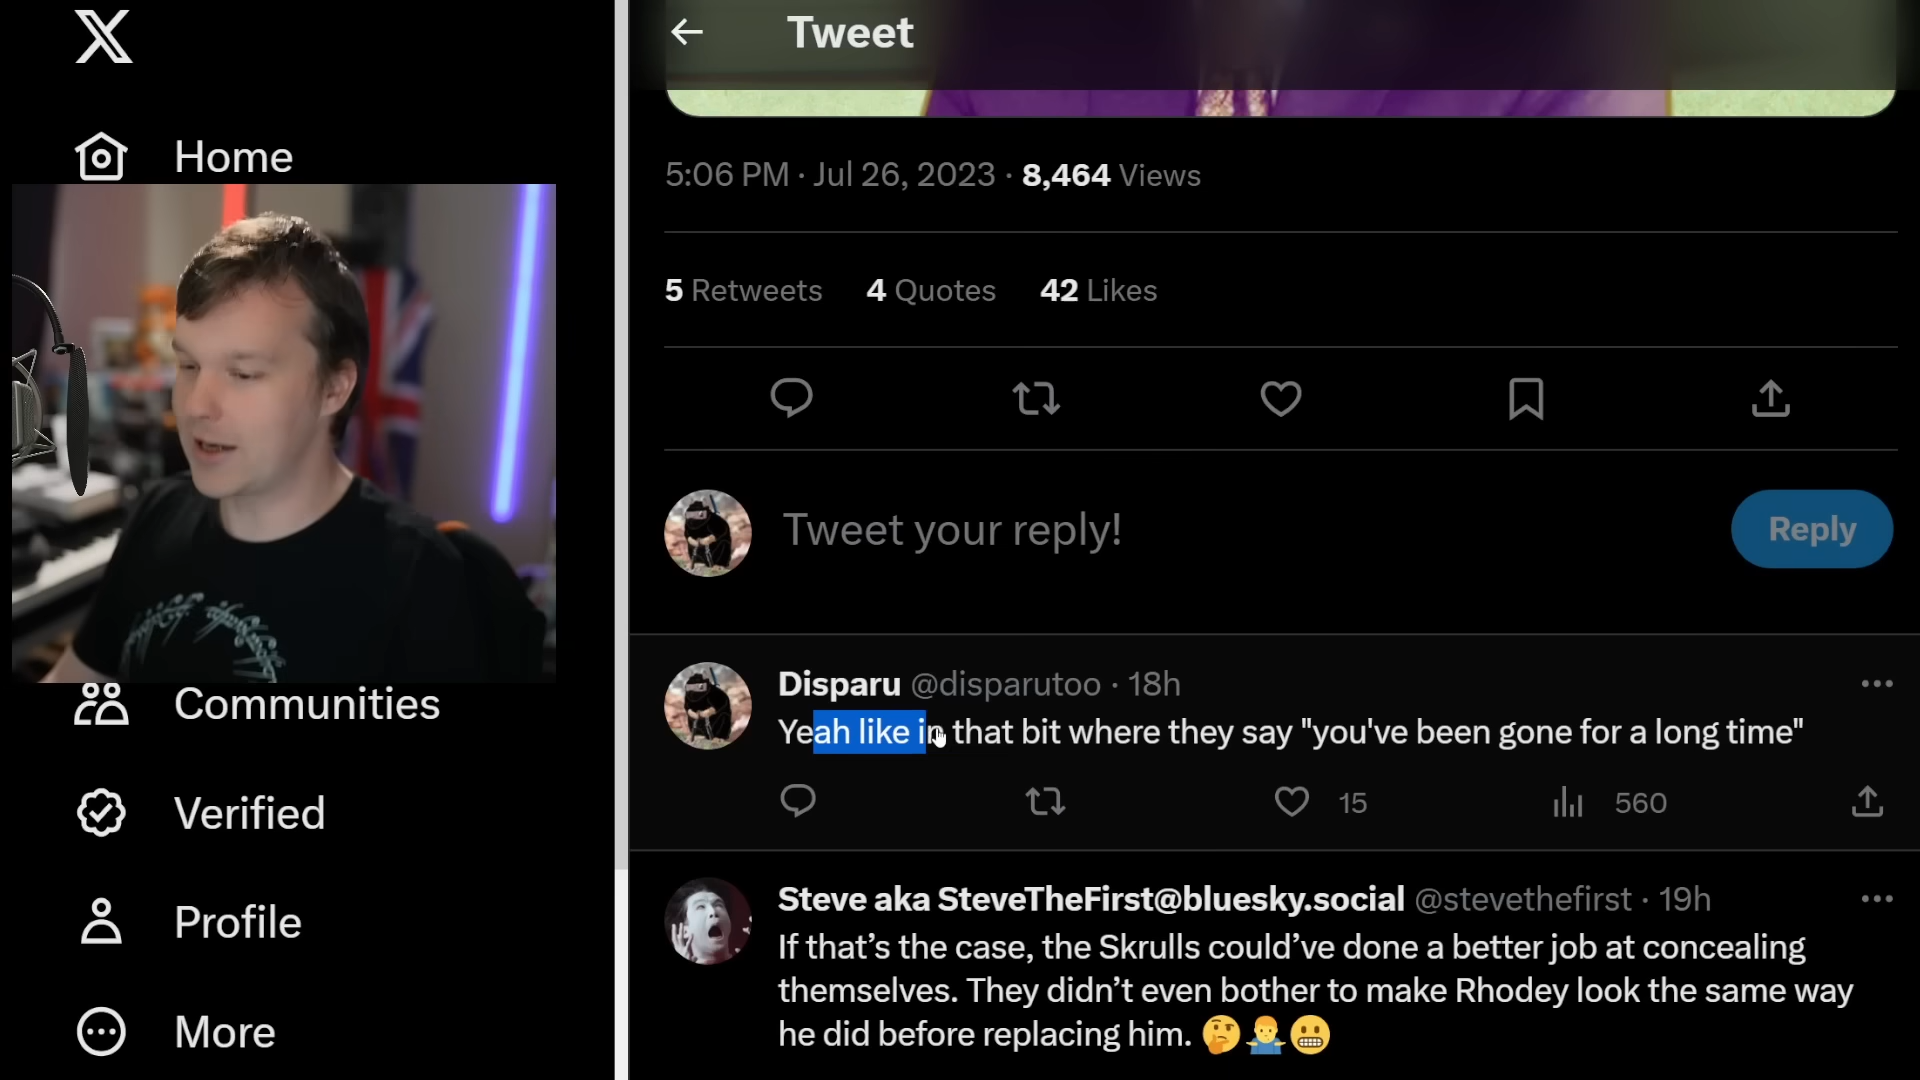 X
Home
Communities
Verified
Profile
More
Tweet
5:06 PM · Jul 26, 2023 · 8,464 Views
5 Retweets 4 Quotes 42 Likes
Tweet your reply!
Reply
Disparu @disparutoo · 18h
Yeah like in that bit where they say "you've been gone for a long time"
15 560
Steve aka SteveTheFirst@bluesky.social @stevethefirst · 19h
If that’s the case, the Skrulls could’ve done a better job at concealing
themselves. They didn’t even bother to make Rhodey look the same way
he did before replacing him. 🤔🤷‍♂️😬